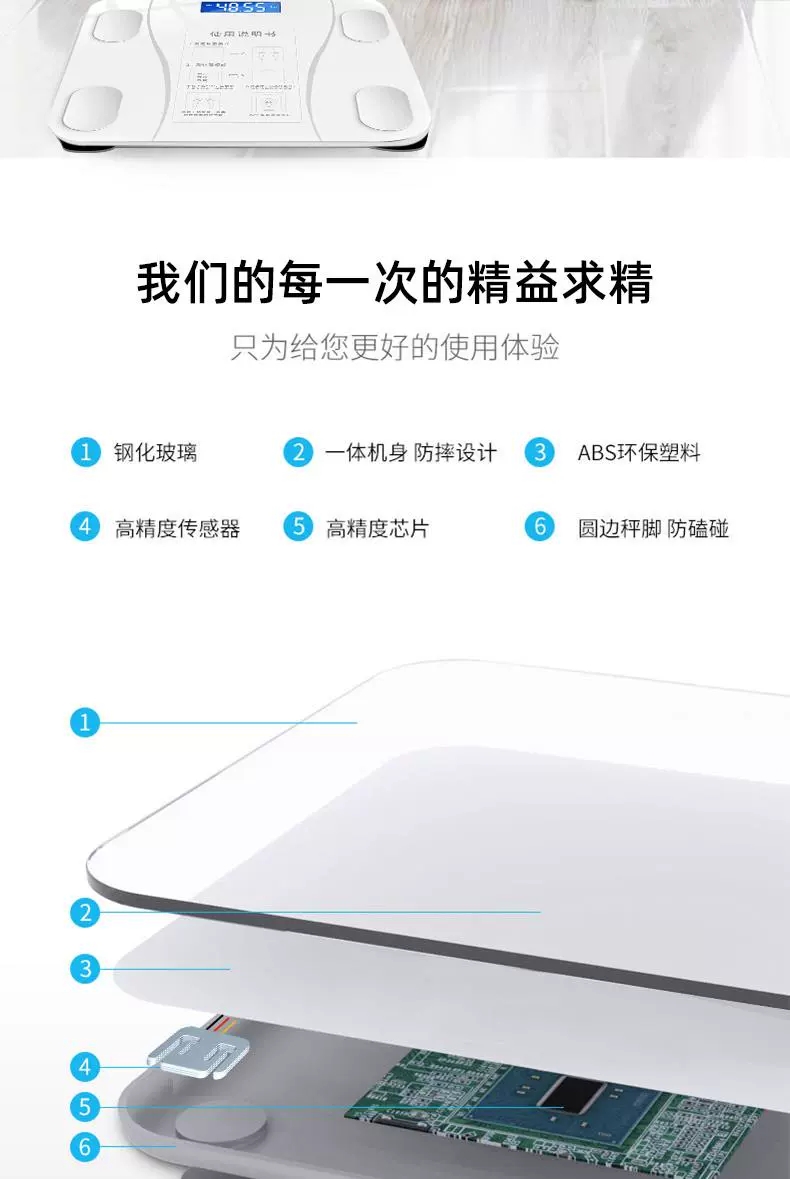 48.55
使用说明书
我们的每一次的精益求精
只为给您更好的使用体验
1 钢化玻璃
2 一体机身 防摔设计
3 ABS环保塑料
4 高精度传感器
5 高精度芯片
6 圆边秤脚 防磕碰
1
2
3
4
5
6